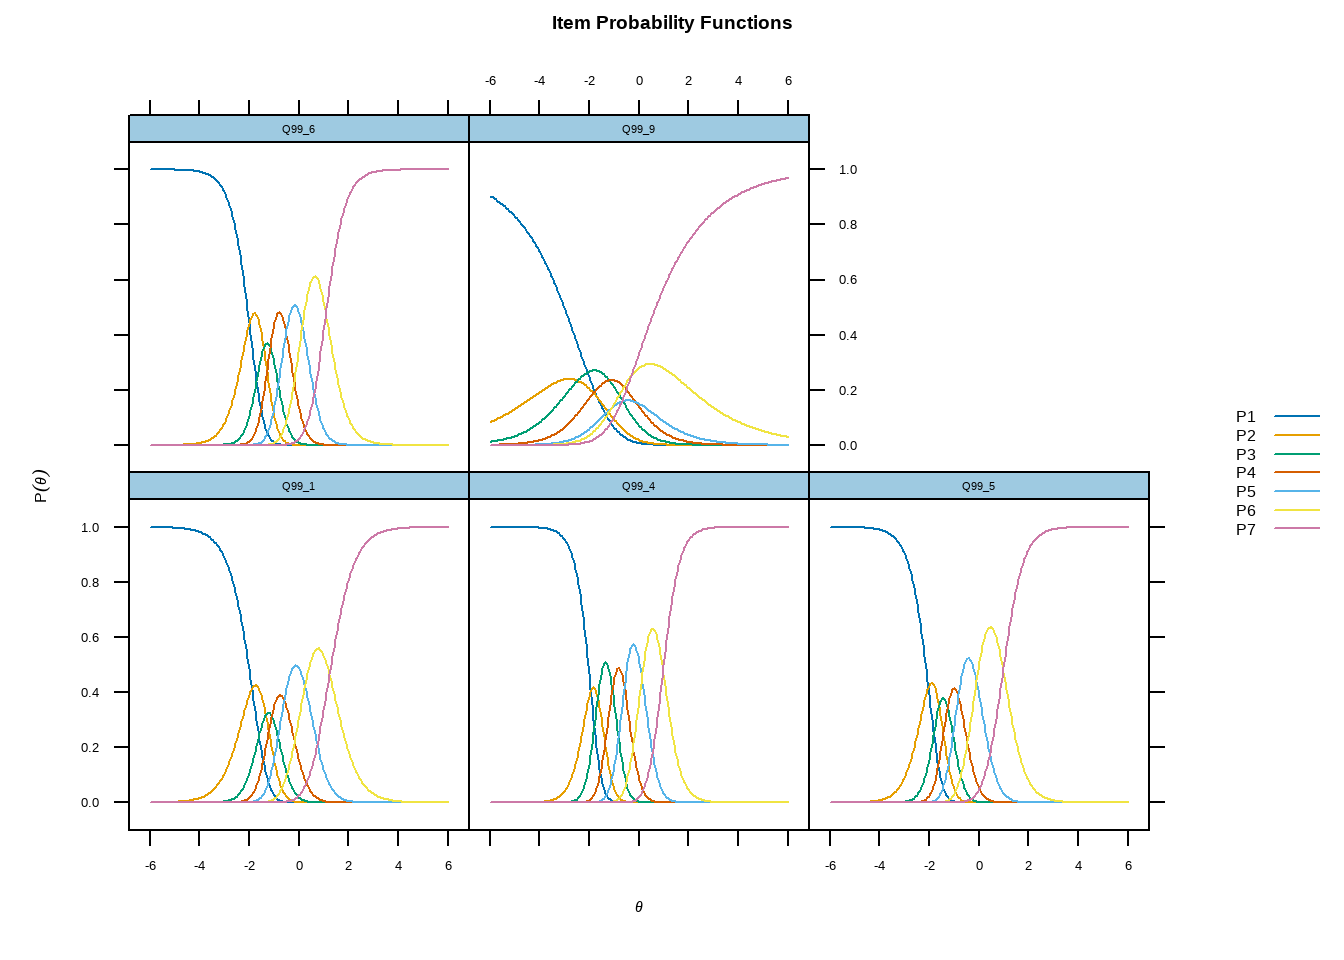 Item Probability Functions
-6 -4 -2 0 2 4 6
Q99_6 Q99_9
1.0
0.8
0.6
0.4
0.2
0.0
Q99_1 Q99_4 Q99_5
P(θ)
1.0
0.8
0.6
0.4
0.2
0.0
-6 -4 -2 0 2 4 6 -6 -4 -2 0 2 4 6
θ
P1
P2
P3
P4
P5
P6
P7